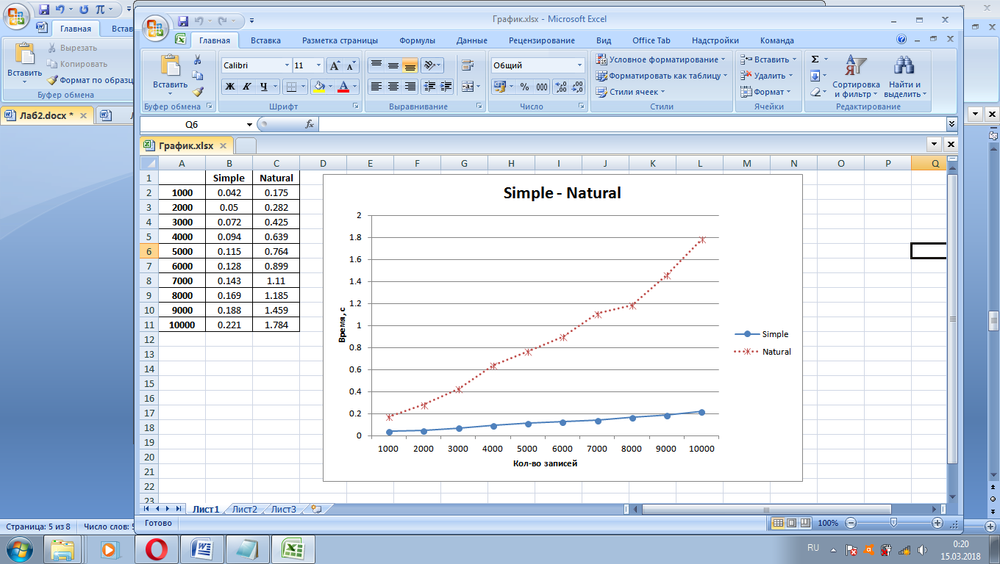 График.xlsx - Microsoft Excel
Главная
Встав
Главная Вставка Разметка страницы Формулы Данные Рецензирование Вид Office Tab Надстройки Команда
Вставить
Вырезать
Копировать
Формат по образц
Буфер обмена
Вставить
Буфер обмена
Calibri 11
Ж К Ч
Шрифт
Выравнивание
Общий
% 000
Число
Условное форматирование
Форматировать как таблицу
Стили ячеек
Стили
Вставить
Удалить
Формат
Ячейки
Σ
Сортировка и фильтр
Найти и выделить
Редактирование
Лаб2.docx *
Q6 fx
График.xlsx
A B C D E F G H I J K L M N O P Q
1 Simple Natural
2 1000 0.042 0.175
3 2000 0.05 0.282
4 3000 0.072 0.425
5 4000 0.094 0.639
6 5000 0.115 0.764
7 6000 0.128 0.899
8 7000 0.143 1.11
9 8000 0.169 1.185
10 9000 0.188 1.459
11 10000 0.221 1.784
12
13
14
15
16
17
18
19
20
21
22
23
Simple - Natural
2
1.8
1.6
1.4
1.2
1
0.8
0.6
0.4
0.2
0
Время, с
1000 2000 3000 4000 5000 6000 7000 8000 9000 10000
Кол-во записей
Simple
Natural
Лист1 Лист2 Лист3
Готово
100%
Страница: 5 из 8 Число слов: 5
RU
0:20
15.03.2018